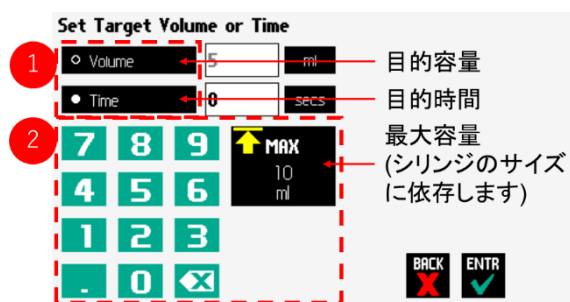 Set Target Volume or Time
1
Volume 5 ml 目的容量
Time 0 secs 目的時間
2
7 8 9 MAX 最大容量
10 (シリンジのサイズ
4 5 6 ml に依存します)
1 2 3
. 0
BACK ENTR